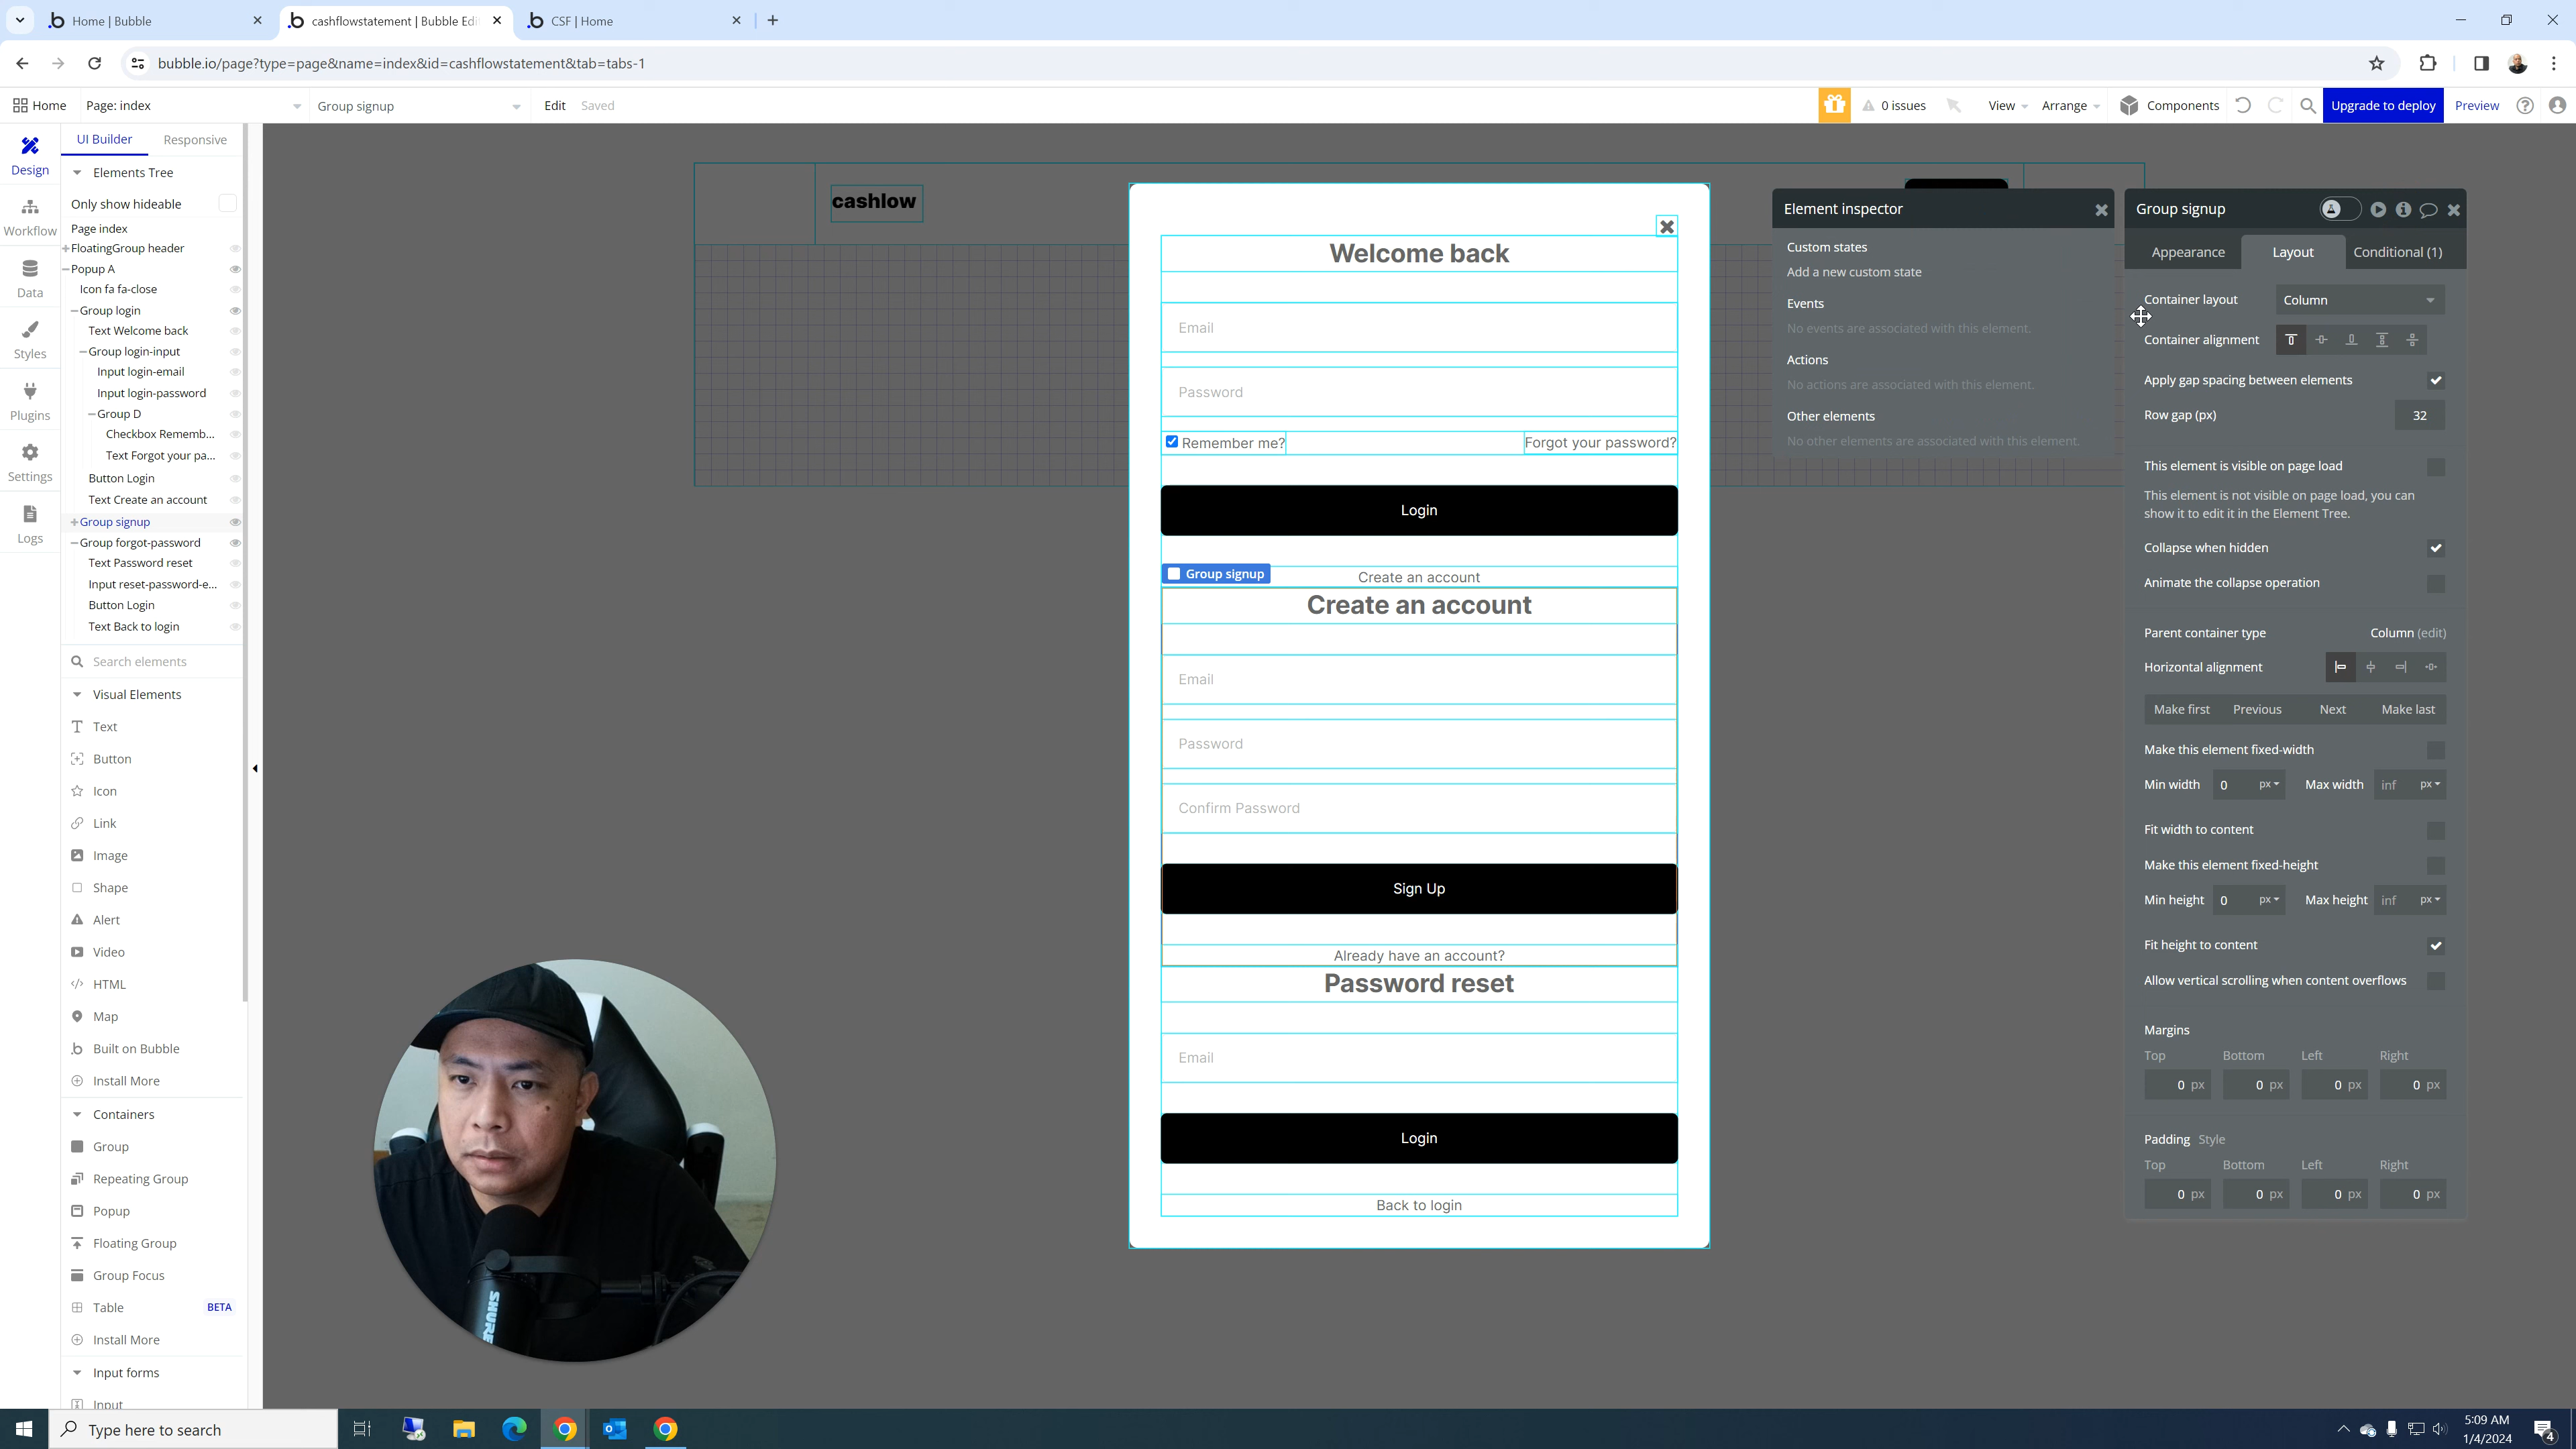 Home | Bubble
cashflowstatement | Bubble Edi
CSF | Home
bubble.io/page?type=page&name=index&id=cashflowstatement&tab=tabs-1
Home
Page: index
Group signup
Edit
Saved
0 issues
View
Arrange
Components
Upgrade to deploy
Preview
Design
Workflow
Data
Styles
Plugins
Settings
Logs
UI Builder
Responsive
Elements Tree
Only show hideable
Page index
FloatingGroup header
Popup A
Icon fa fa-close
Group login
Text Welcome back
Group login-input
Input login-email
Input login-password
Group D
Checkbox Rememb...
Text Forgot your pa...
Button Login
Text Create an account
Group signup
Group forgot-password
Text Password reset
Input reset-password-e...
Button Login
Text Back to login
Search elements
Visual Elements
Text
Button
Icon
Link
Image
Shape
Alert
Video
HTML
Map
Built on Bubble
Install More
Containers
Group
Repeating Group
Popup
Floating Group
Group Focus
Table
BETA
Install More
Input forms
Input
cashlow
Welcome back
Email
Password
Remember me?
Forgot your password?
Login
Group signup
Create an account
Create an account
Email
Password
Confirm Password
Sign Up
Already have an account?
Password reset
Email
Login
Back to login
SHURE
Element inspector
Custom states
Add a new custom state
Events
No events are associated with this element.
Actions
No actions are associated with this element.
Other elements
No other elements are associated with this element.
Group signup
Appearance
Layout
Conditional (1)
Container layout
Column
Container alignment
Apply gap spacing between elements
Row gap (px)
32
This element is visible on page load
This element is not visible on page load, you can
show it to edit it in the Element Tree.
Collapse when hidden
Animate the collapse operation
Parent container type
Column (edit)
Horizontal alignment
Make first
Previous
Next
Make last
Make this element fixed-width
Min width 0 px
Max width inf px
Fit width to content
Make this element fixed-height
Min height 0 px
Max height inf px
Fit height to content
Allow vertical scrolling when content overflows
Margins
Top Bottom Left Right
0 px 0 px 0 px 0 px
Padding Style
Top Bottom Left Right
0 px 0 px 0 px 0 px
Type here to search
5:09 AM
1/4/2024
4